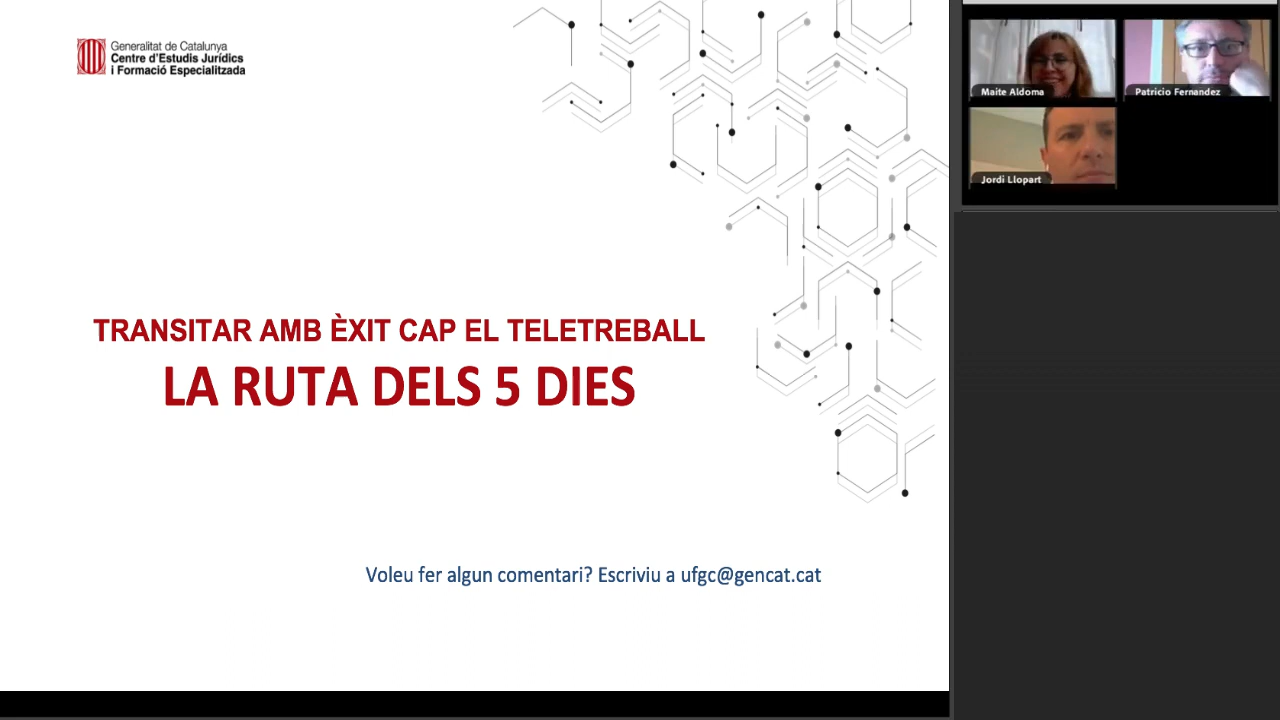 Generalitat de Catalunya
Centre d'Estudis Jurídics
i Formació Especialitzada
TRANSITAR AMB ÈXIT CAP EL TELETREBALL
LA RUTA DELS 5 DIES
Voleu fer algun comentari? Escriviu a ufgc@gencat.cat
Maite Aldoma
Patricio Fernandez
Jordi Llopart